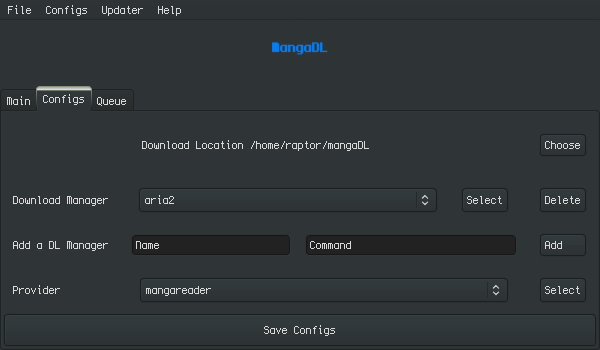 File Configs Updater Help
MangaDL
Main Configs Queue
Download Location /home/raptor/mangaDL Choose
Download Manager aria2 Select Delete
Add a DL Manager Name Command Add
Provider mangareader Select
Save Configs